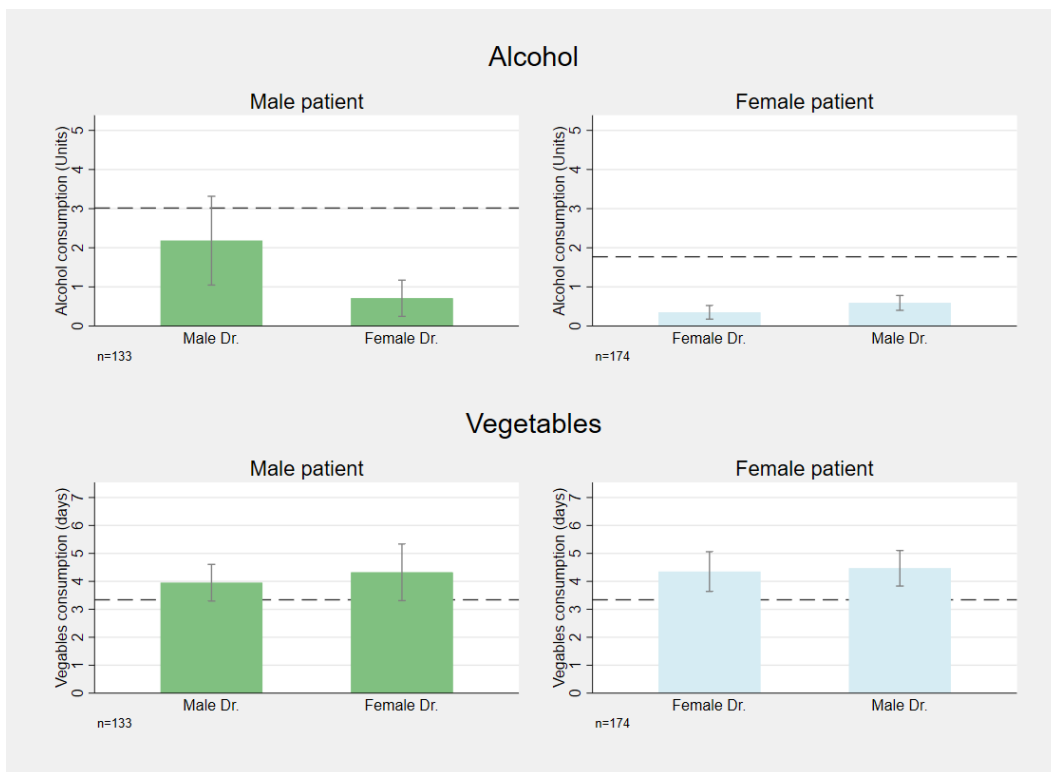 Alcohol
Male patient
Alcohol consumption (Units)
5
4
3
2
1
0
Male Dr.
Female Dr.
n=133
Female patient
Alcohol consumption (Units)
5
4
3
2
1
0
Female Dr.
Male Dr.
n=174
Vegetables
Male patient
Vegables consumption (days)
7
6
5
4
3
2
1
0
Male Dr.
Female Dr.
n=133
Female patient
Vegables consumption (days)
7
6
5
4
3
2
1
0
Female Dr.
Male Dr.
n=174